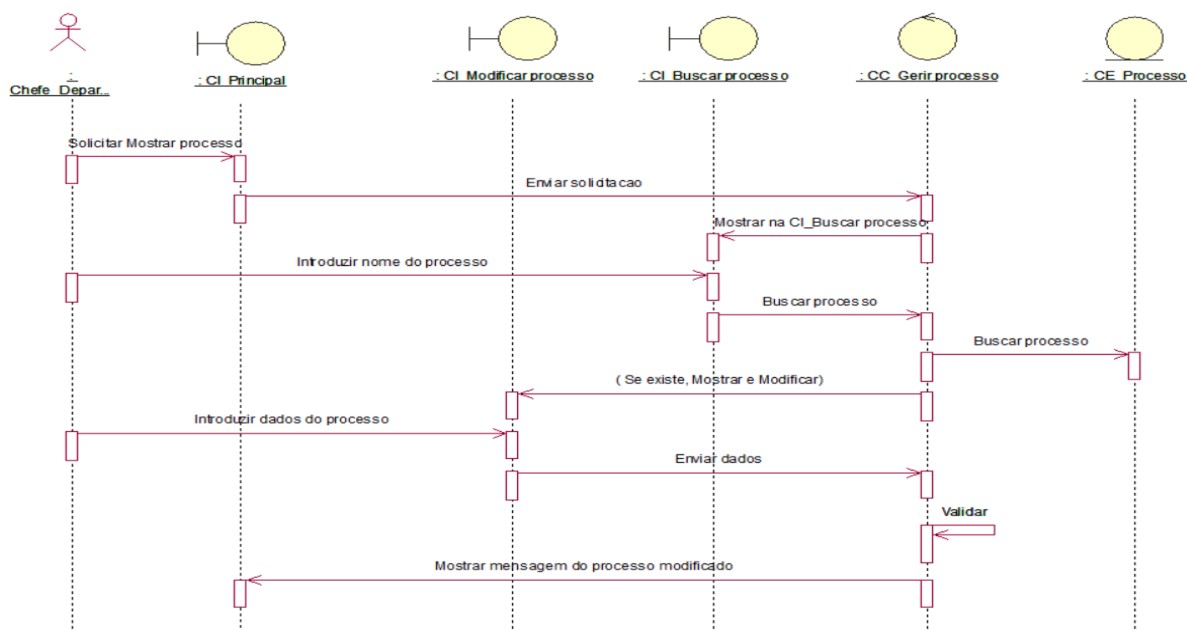 :
Chefe_Depar...
: CI_Principal
: CI_Modificar processo
: CI_Buscar processo
: CC_Gerir processo
: CE_Processo
Solicitar Mostrar processo
Enviar solicitacao
Mostrar na CI_Buscar processo
Introduzir nome do processo
Buscar processo
Buscar processo
( Se existe, Mostrar e Modificar)
Introduzir dados do processo
Enviar dados
Validar
Mostrar mensagem do processo modificado